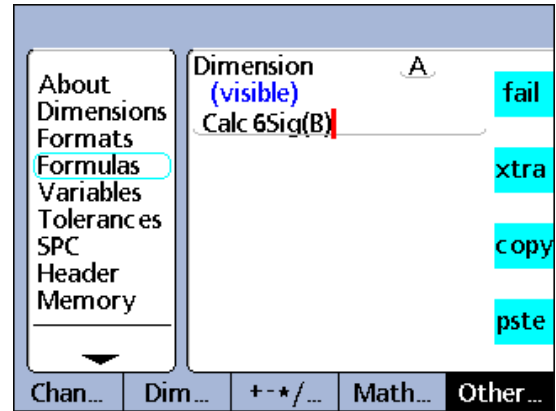 About
Dimensions
Formats
Formulas
Variables
Tolerances
SPC
Header
Memory
Dimension A
(visible)
Calc 6Sig(B)
fail
xtra
copy
pste
Chan... Dim... +-*/... Math... Other...